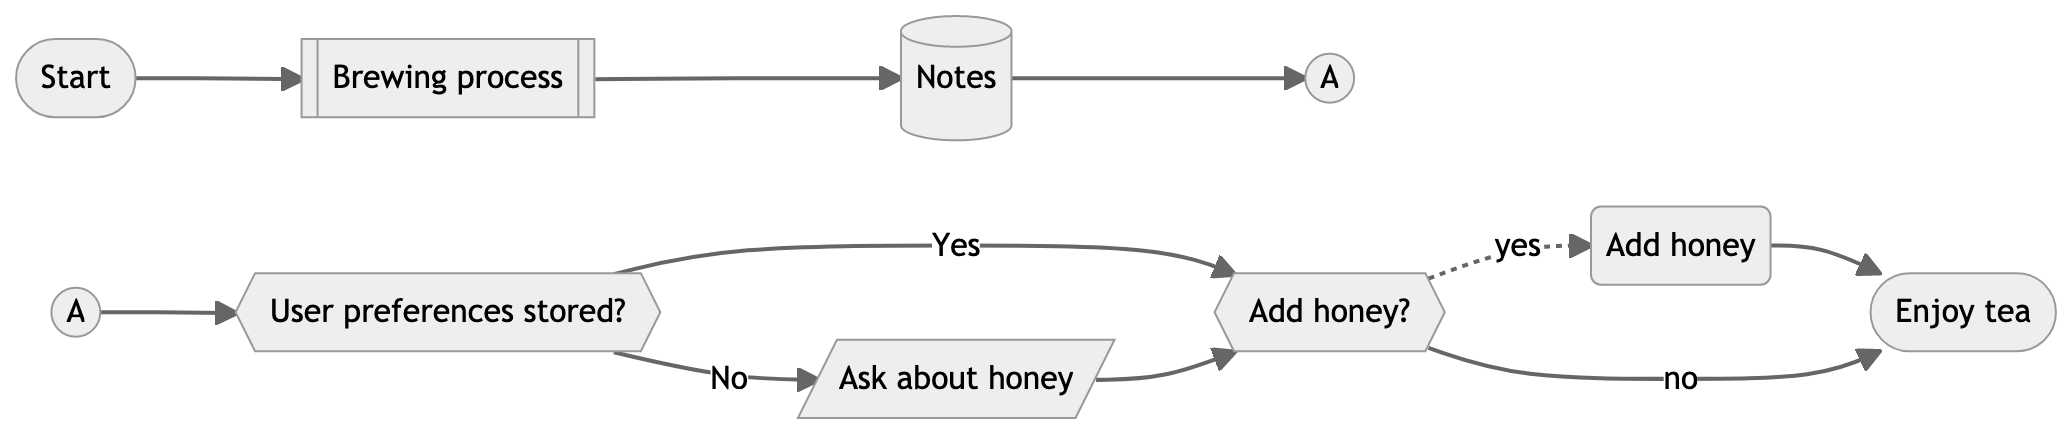 Start
Brewing process
Notes
A
A
User preferences stored?
Yes
No
Ask about honey
Add honey?
yes
Add honey
no
Enjoy tea